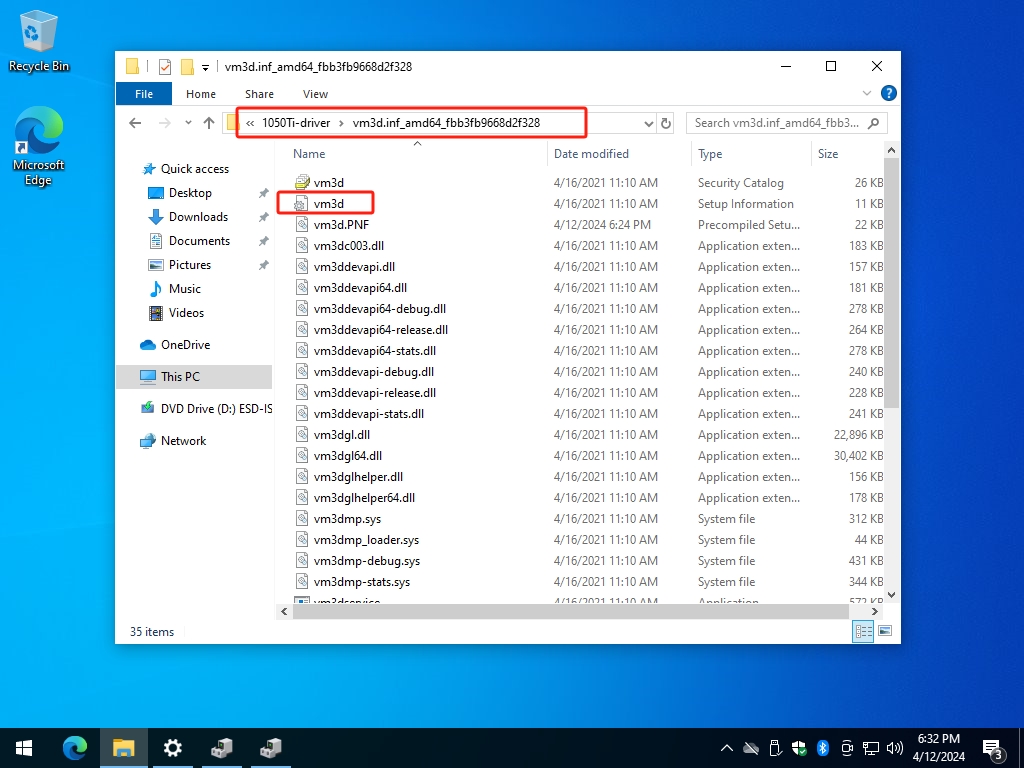 Recycle Bin
Microsoft
Edge
vm3d.inf_amd64_fbb3fb9668d2f328
File Home Share View
« 1050Ti-driver › vm3d.inf_amd64_fbb3fb9668d2f328
Search vm3d.inf_amd64_fbb3...
Quick access
Desktop
Downloads
Documents
Pictures
Music
Videos
OneDrive
This PC
DVD Drive (D:) ESD-IS
Network
Name Date modified Type Size
vm3d 4/16/2021 11:10 AM Security Catalog 26 KB
vm3d 4/16/2021 11:10 AM Setup Information 11 KB
vm3d.PNF 4/12/2024 6:24 PM Precompiled Setu... 22 KB
vm3dc003.dll 4/16/2021 11:10 AM Application exten... 183 KB
vm3ddevapi.dll 4/16/2021 11:10 AM Application exten... 157 KB
vm3ddevapi64.dll 4/16/2021 11:10 AM Application exten... 181 KB
vm3ddevapi64-debug.dll 4/16/2021 11:10 AM Application exten... 278 KB
vm3ddevapi64-release.dll 4/16/2021 11:10 AM Application exten... 264 KB
vm3ddevapi64-stats.dll 4/16/2021 11:10 AM Application exten... 278 KB
vm3ddevapi-debug.dll 4/16/2021 11:10 AM Application exten... 240 KB
vm3ddevapi-release.dll 4/16/2021 11:10 AM Application exten... 228 KB
vm3ddevapi-stats.dll 4/16/2021 11:10 AM Application exten... 241 KB
vm3dgl.dll 4/16/2021 11:10 AM Application exten... 22,896 KB
vm3dgl64.dll 4/16/2021 11:10 AM Application exten... 30,402 KB
vm3dglhelper.dll 4/16/2021 11:10 AM Application exten... 156 KB
vm3dglhelper64.dll 4/16/2021 11:10 AM Application exten... 178 KB
vm3dmp.sys 4/16/2021 11:10 AM System file 312 KB
vm3dmp_loader.sys 4/16/2021 11:10 AM System file 44 KB
vm3dmp-debug.sys 4/16/2021 11:10 AM System file 431 KB
vm3dmp-stats.sys 4/16/2021 11:10 AM System file 344 KB
vm3dservice 4/16/2021 11:10 AM Application 572 KB
35 items
6:32 PM
4/12/2024
3